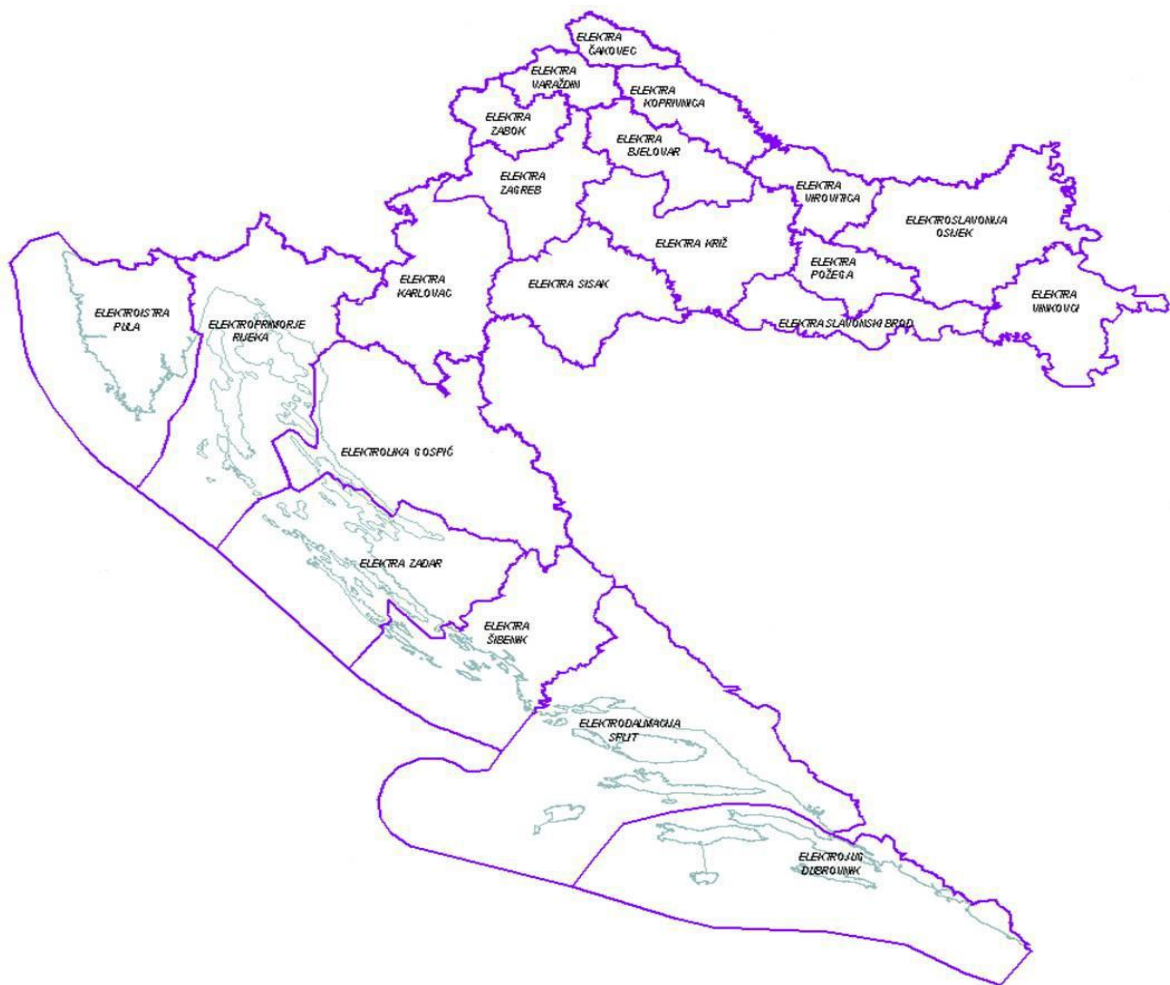 ELEKTRA
ČAKOVEC
ELEKTRA
VARAŽDIN
ELEKTRA
KOPRIVNICA
ELEKTRA
ZABOK
ELEKTRA
BJELOVAR
ELEKTRA
ZAGREB
ELEKTRA
VIROVITICA
ELEKTROSLAVONIJA
OSIJEK
ELEKTRA KRIŽ
ELEKTRA
POŽEGA
ELEKTRA
KARLOVAC
ELEKTRA SISAK
ELEKTRA
VINKOVCI
ELEKTROISTRA
PULA
ELEKTROPRIMORJE
RIJEKA
ELEKTRA SLAVONSKI BROD
ELEKTROLIKA GOSPIĆ
ELEKTRA ZADAR
ELEKTRA
ŠIBENIK
ELEKTRODALMACIJA
SPLIT
ELEKTROJUG
DUBROVNIK